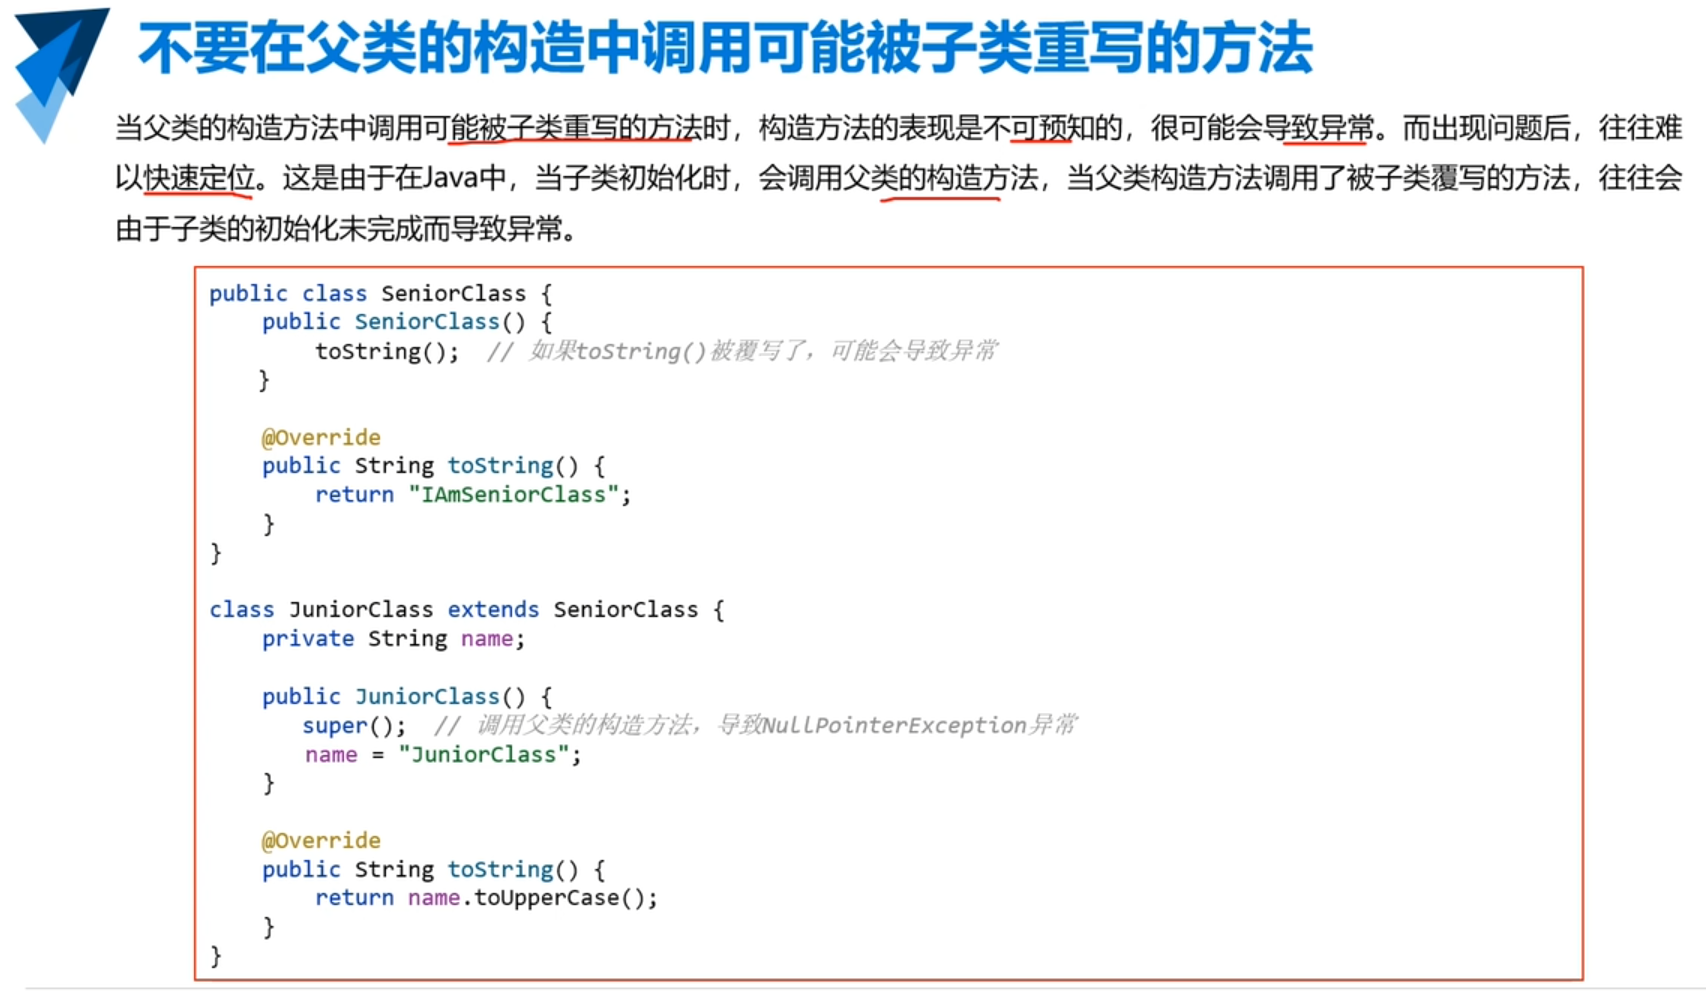 不要在父类的构造中调用可能被子类重写的方法
当父类的构造方法中调用可能被子类重写的方法时，构造方法的表现是不可预知的，很可能会导致异常。而出现问题后，往往难
以快速定位。这是由于在Java中，当子类初始化时，会调用父类的构造方法，当父类构造方法调用了被子类覆写的方法，往往会
由于子类的初始化未完成而导致异常。
public class SeniorClass {
public SeniorClass() {
toString(); // 如果toString()被覆写了，可能会导致异常
}
@Override
public String toString() {
return "IAmSeniorClass";
}
}
class JuniorClass extends SeniorClass {
private String name;
public JuniorClass() {
super(); // 调用父类的构造方法，导致NullPointerException异常
name = "JuniorClass";
}
@Override
public String toString() {
return name.toUpperCase();
}
}